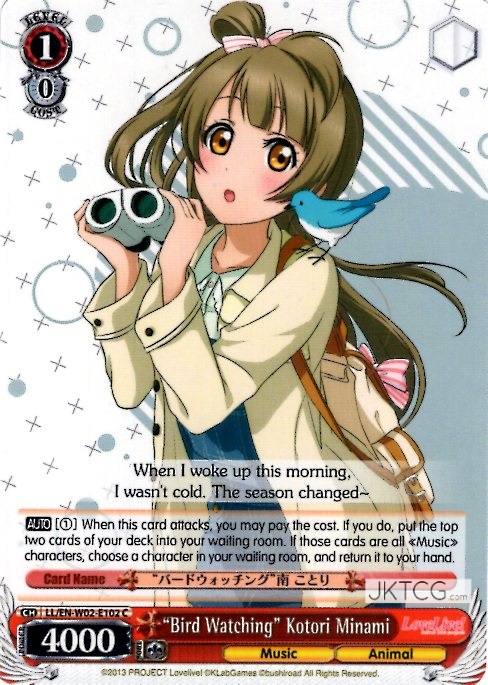 LEVEL
1
0
COST
When I woke up this morning,
I wasn't cold. The season changed~
AUTO [①] When this card attacks, you may pay the cost. If you do, put the top
two cards of your deck into your waiting room. If those cards are all «Music»
characters, choose a character in your waiting room, and return it to your hand.
Card Name "バードウォッチング"南 ことり
JKTCG.com
CH LL/EN-W02-E102 C
4000
"Bird Watching" Kotori Minami
LoveLive!
Music Animal
©2013 PROJECT Lovelive! ©KLabGames ©bushiroad All Rights Reserved.